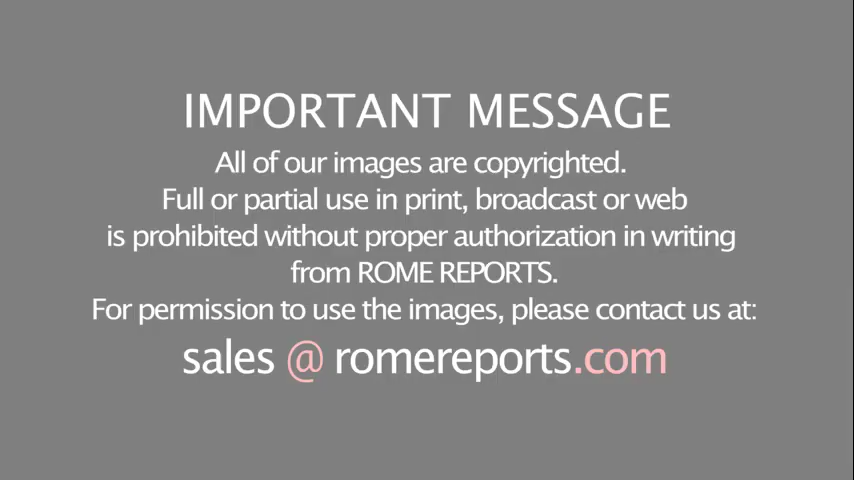 IMPORTANT MESSAGE
All of our images are copyrighted.
Full or partial use in print, broadcast or web
is prohibited without proper authorization in writing
from ROME REPORTS.
For permission to use the images, please contact us at:
sales @ romereports.com